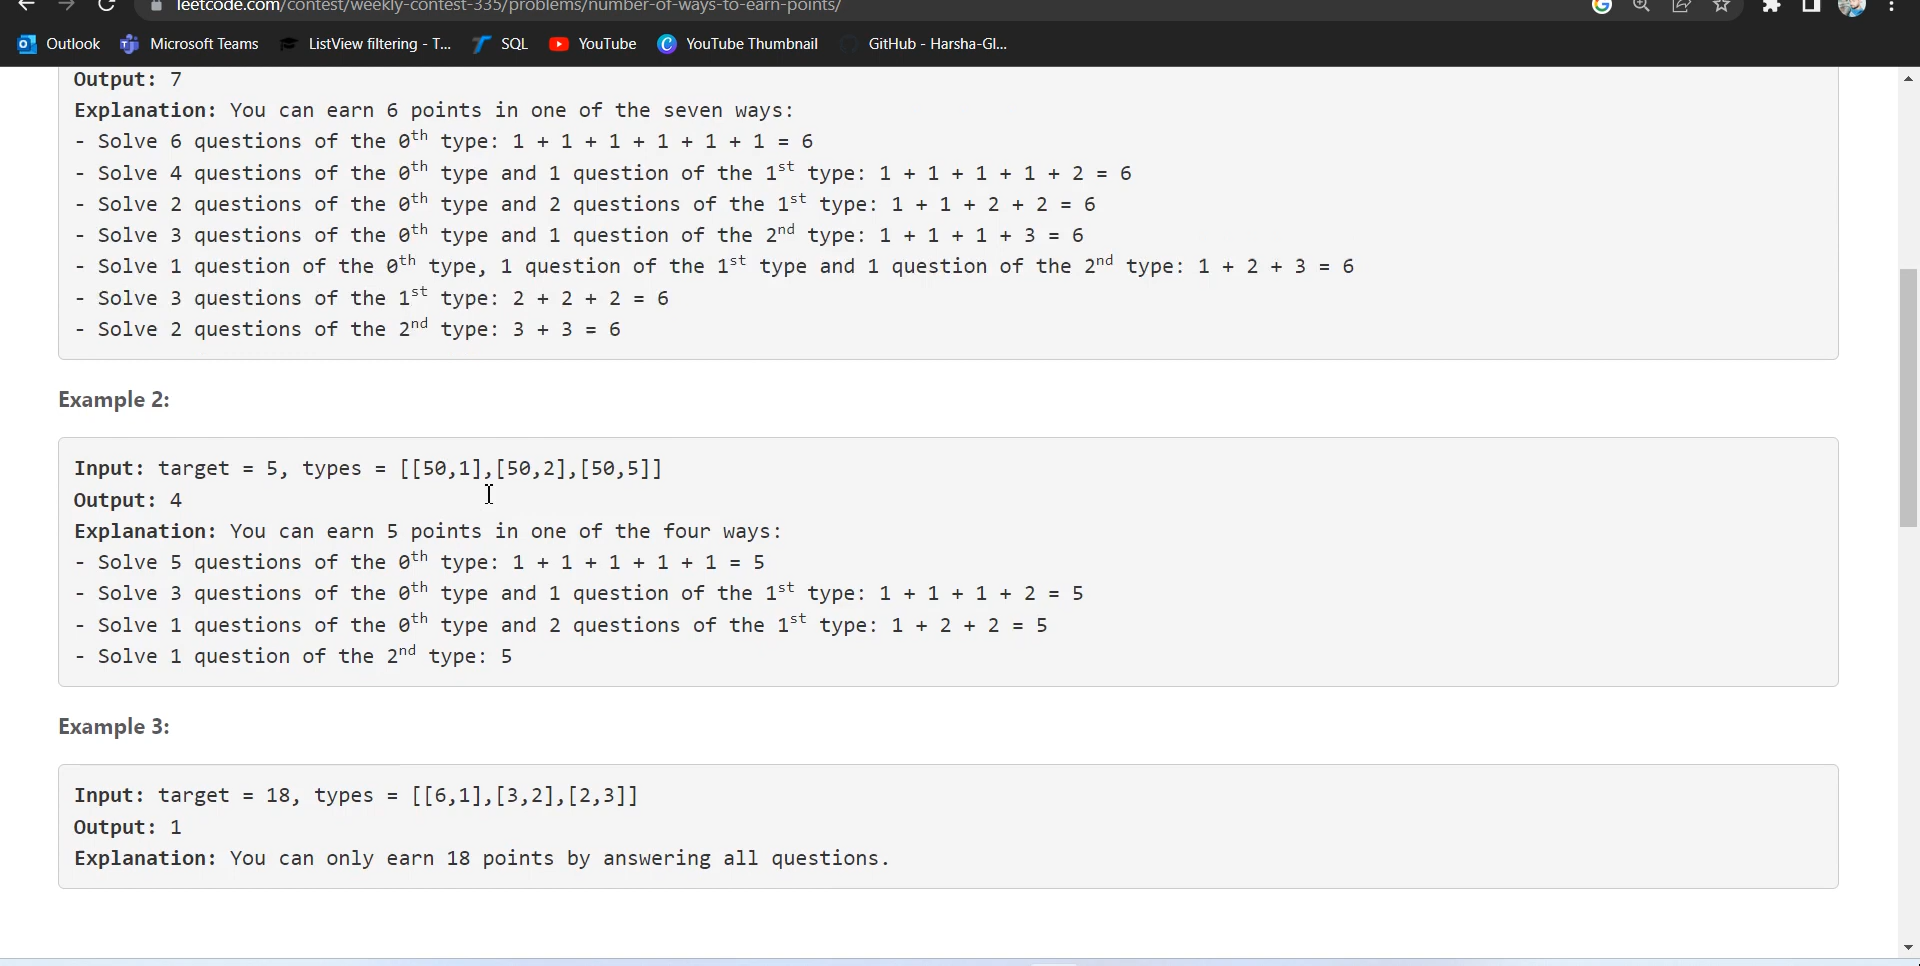 leetcode.com/contest/weekly-contest-335/problems/number-of-ways-to-earn-points/
Outlook Microsoft Teams ListView filtering - T... SQL YouTube YouTube Thumbnail GitHub - Harsha-Gl...
Output: 7
Explanation: You can earn 6 points in one of the seven ways:
- Solve 6 questions of the 0th type: 1 + 1 + 1 + 1 + 1 + 1 = 6
- Solve 4 questions of the 0th type and 1 question of the 1st type: 1 + 1 + 1 + 1 + 2 = 6
- Solve 2 questions of the 0th type and 2 questions of the 1st type: 1 + 1 + 2 + 2 = 6
- Solve 3 questions of the 0th type and 1 question of the 2nd type: 1 + 1 + 1 + 3 = 6
- Solve 1 question of the 0th type, 1 question of the 1st type and 1 question of the 2nd type: 1 + 2 + 3 = 6
- Solve 3 questions of the 1st type: 2 + 2 + 2 = 6
- Solve 2 questions of the 2nd type: 3 + 3 = 6
Example 2:
Input: target = 5, types = [[50,1],[50,2],[50,5]]
Output: 4
Explanation: You can earn 5 points in one of the four ways:
- Solve 5 questions of the 0th type: 1 + 1 + 1 + 1 + 1 = 5
- Solve 3 questions of the 0th type and 1 question of the 1st type: 1 + 1 + 1 + 2 = 5
- Solve 1 questions of the 0th type and 2 questions of the 1st type: 1 + 2 + 2 = 5
- Solve 1 question of the 2nd type: 5
Example 3:
Input: target = 18, types = [[6,1],[3,2],[2,3]]
Output: 1
Explanation: You can only earn 18 points by answering all questions.